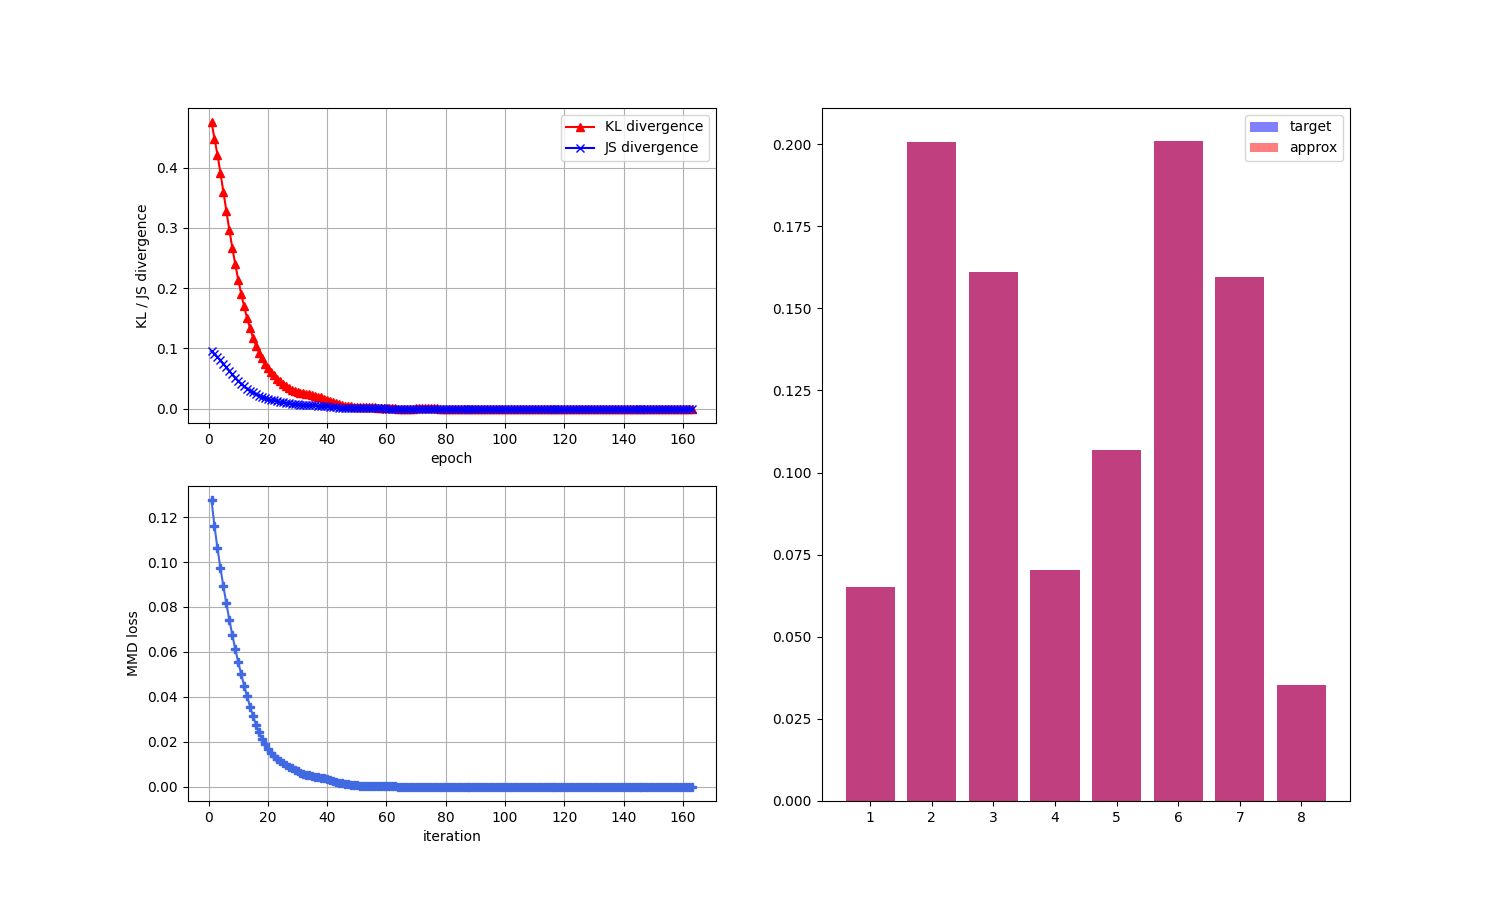 KL divergence
JS divergence
KL / JS divergence
0.4
0.3
0.2
0.1
0.0
0 20 40 60 80 100 120 140 160
epoch
MMD loss
0.12
0.10
0.08
0.06
0.04
0.02
0.00
0 20 40 60 80 100 120 140 160
iteration
target
approx
0.200
0.175
0.150
0.125
0.100
0.075
0.050
0.025
0.000
1 2 3 4 5 6 7 8